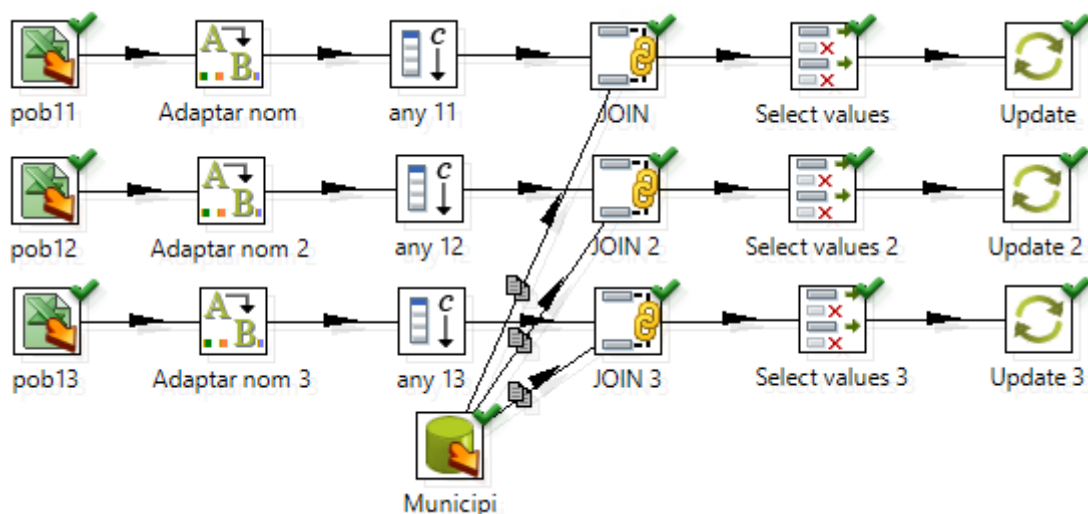 pob11
Adaptar nom
any 11
JOIN
Select values
Update
pob12
Adaptar nom 2
any 12
JOIN 2
Select values 2
Update 2
pob13
Adaptar nom 3
any 13
JOIN 3
Select values 3
Update 3
Municipi